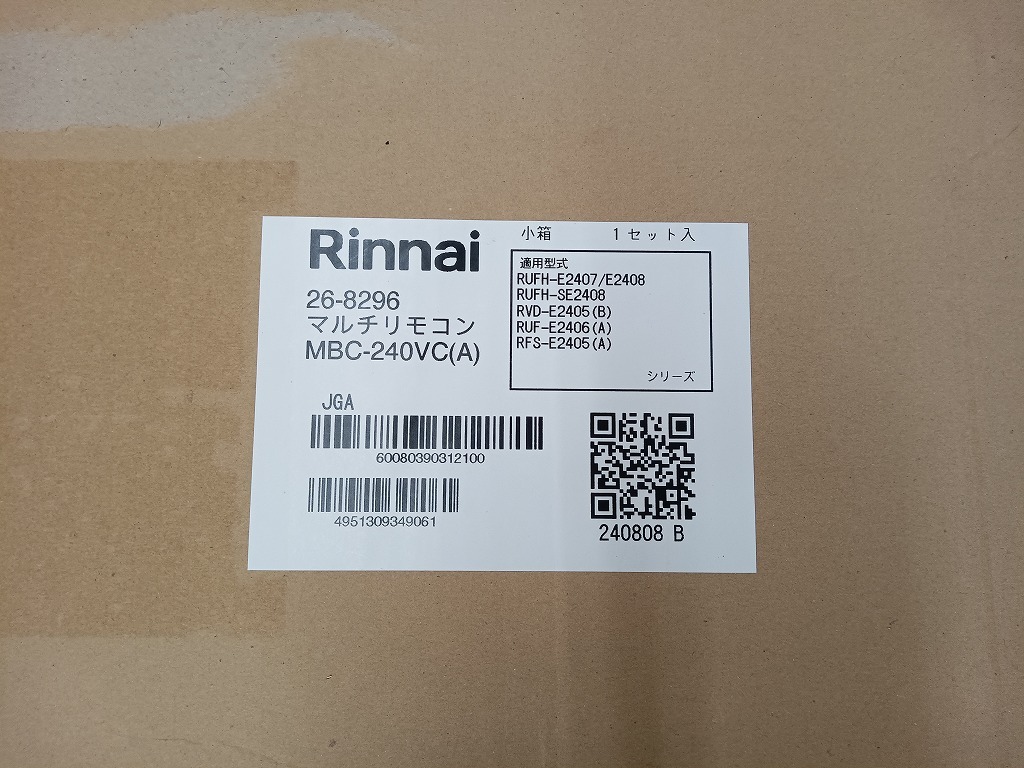 Rinnai
26-8296
マルチリモコン
MBC-240VC(A)
小箱 1セット入
適用型式
RUFH-E2407/E2408
RUFH-SE2408
RVD-E2405(B)
RUF-E2406(A)
RFS-E2405(A)
シリーズ
JGA
60080390312100
4951309349061
240808 B